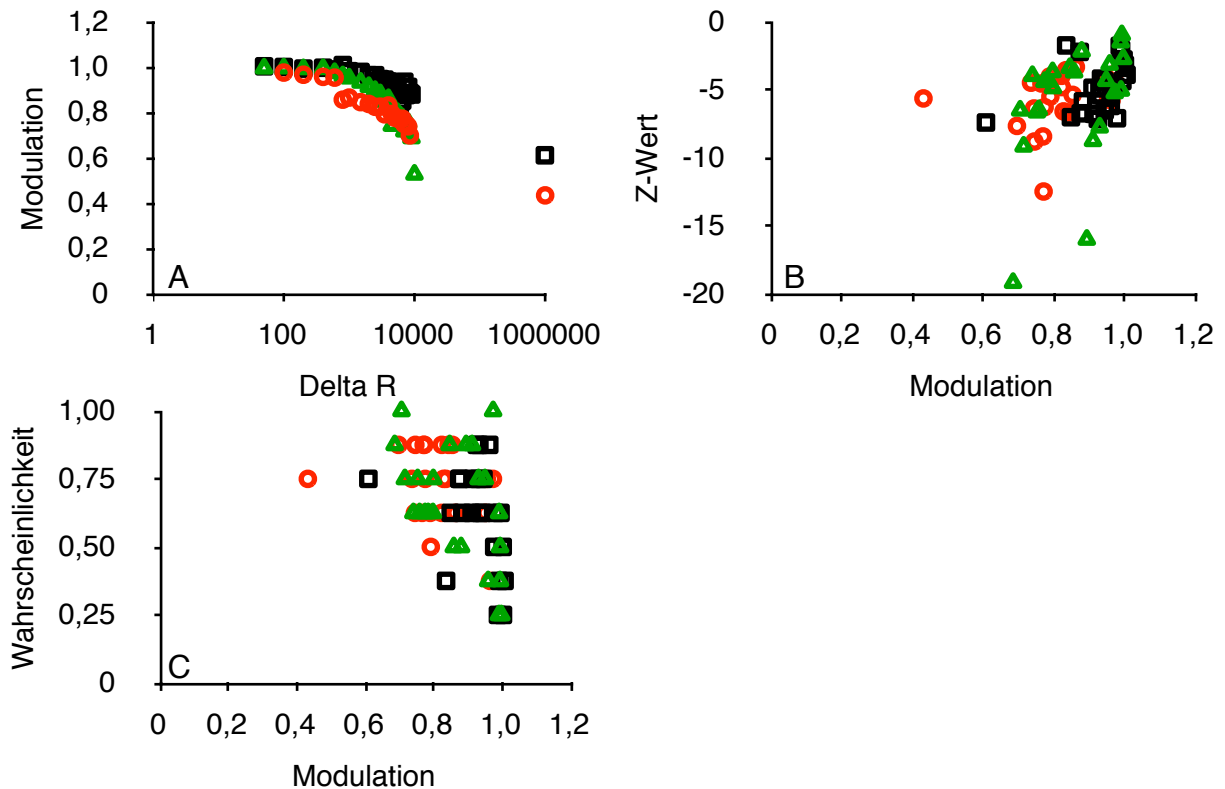 1,2
1,0
0,8
0,6
0,4
0,2
0
Modulation
A
1 100 10000 1000000
Delta R
0
-5
-10
-15
-20
Z-Wert
B
0 0,2 0,4 0,6 0,8 1,0 1,2
Modulation
1,00
0,75
0,50
0,25
0
Wahrscheinlichkeit
C
0 0,2 0,4 0,6 0,8 1,0 1,2
Modulation